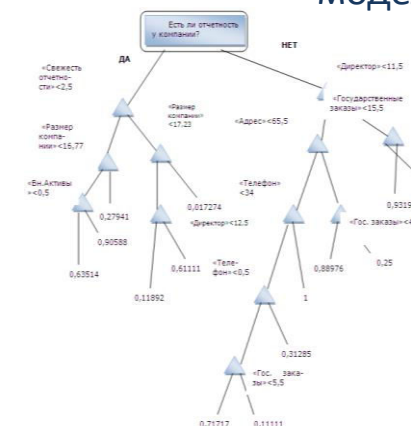 Есть ли отчетность
у компании?
ДА
НЕТ
«Свежесть
отчетно-
сти»<2,5
«Размер
компании»
<17,23
«Директор»<11,5
«Государственные
заказы»<15,5
«Адрес»<65,5
«Размер
компа-
нии»<16,77
«Вн.Активы
»<0,5
0,27941
0,90588
0,63514
0,017274
«Директор»<12,5
0,61111
0,11892
«Теле-
фон»<0,5
«Телефон»
<34
0,9319
«Гос. заказы»<
0,88976
0,25
1
0,31285
«Гос. зака-
зы»<5,5
0,71717
0,11111